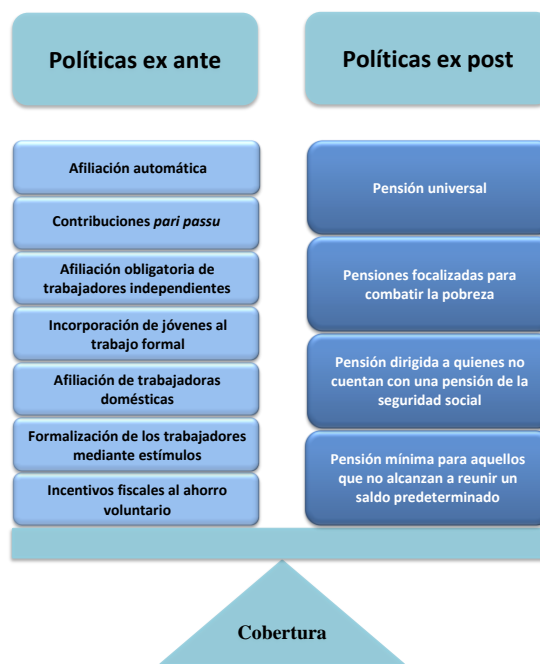 Políticas ex ante
Políticas ex post
Afiliación automática
Contribuciones pari passu
Afiliación obligatoria de
trabajadores independientes
Incorporación de jóvenes al
trabajo formal
Afiliación de trabajadoras
domésticas
Formalización de los trabajadores
mediante estímulos
Incentivos fiscales al ahorro
voluntario
Pensión universal
Pensiones focalizadas para
combatir la pobreza
Pensión dirigida a quienes no
cuentan con una pensión de la
seguridad social
Pensión mínima para aquellos
que no alcanzan a reunir un
saldo predeterminado
Cobertura